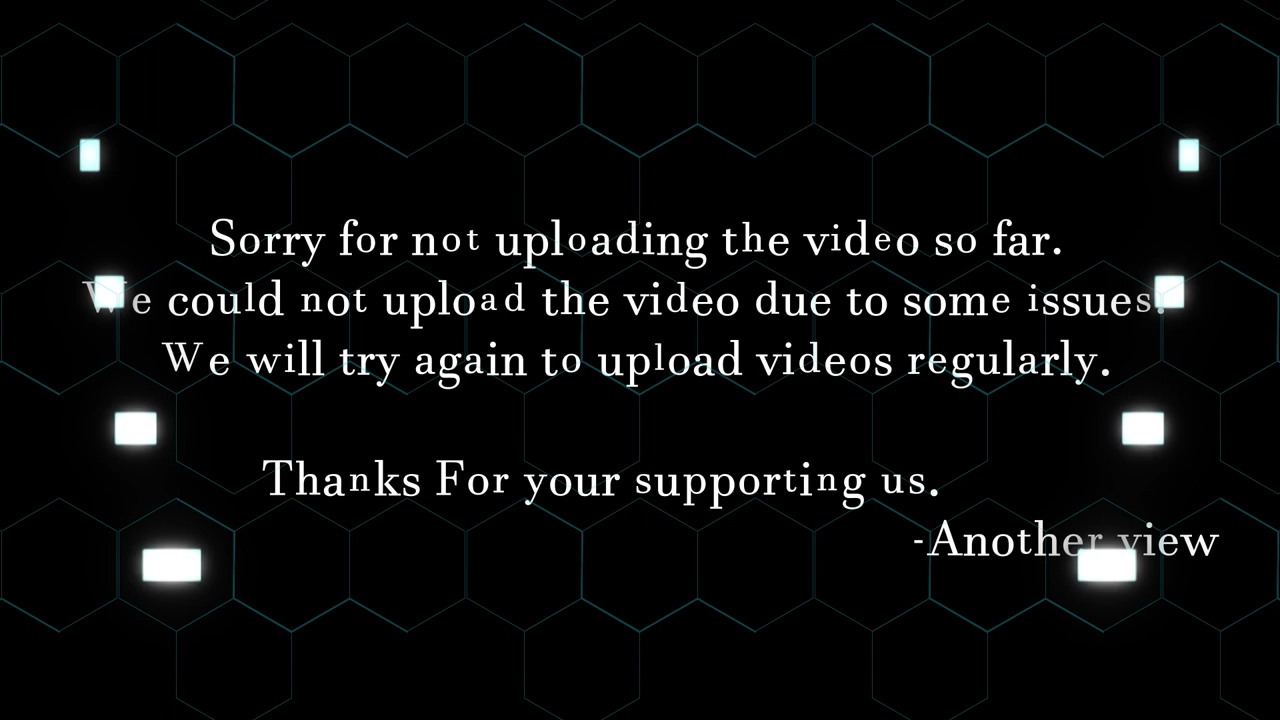 Sorry for not uploading the video so far.
We could not upload the video due to some issues.
We will try again to upload videos regularly.
Thanks For your supporting us.
-Another view